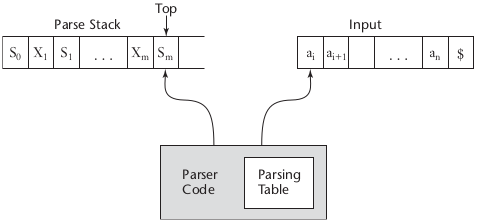 Top
Parse Stack
Input
S₀ X₁ S₁ . . . Xₘ Sₘ
aᵢ aᵢ₊₁ . . . aₙ $
Parser
Code
Parsing
Table